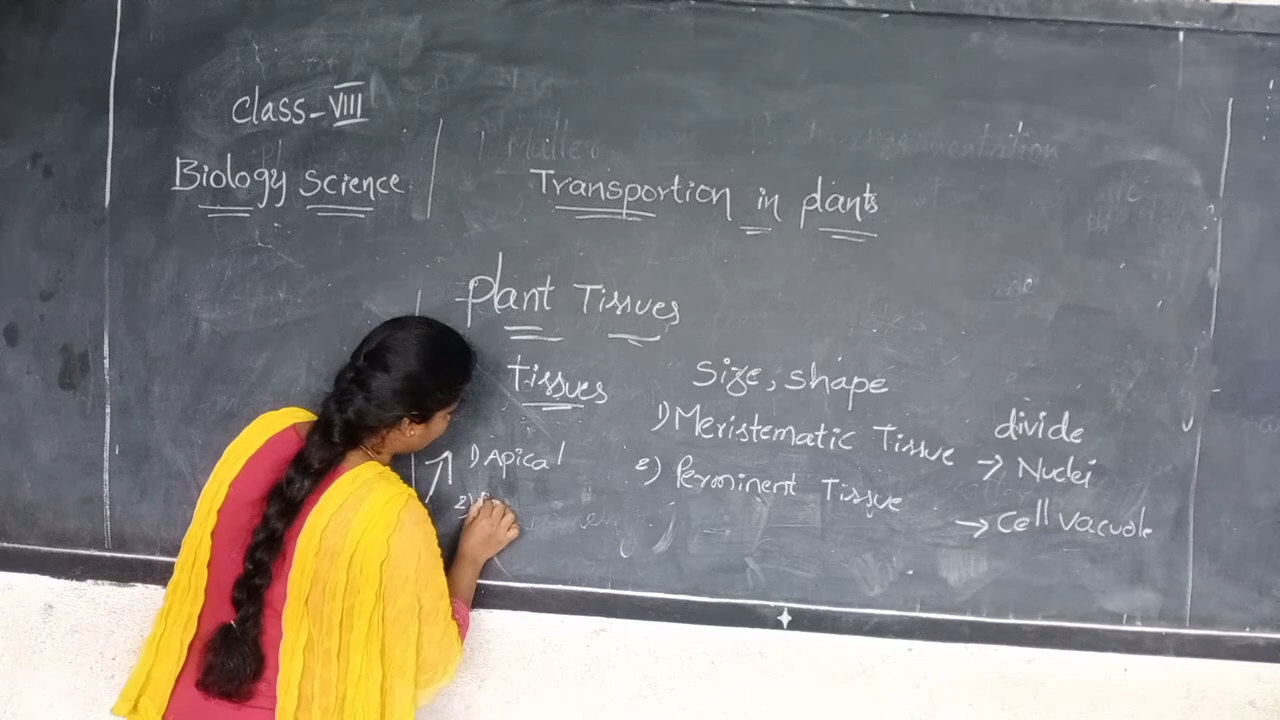 Class-VIII
Biology Science
Transportion in plants
Plant Tissues
Tissues
Size, shape
1) Meristematic Tissue
2) Perminent Tissue
divide
→ Nuclei
→ Cell vacuole
1) Apical
2)